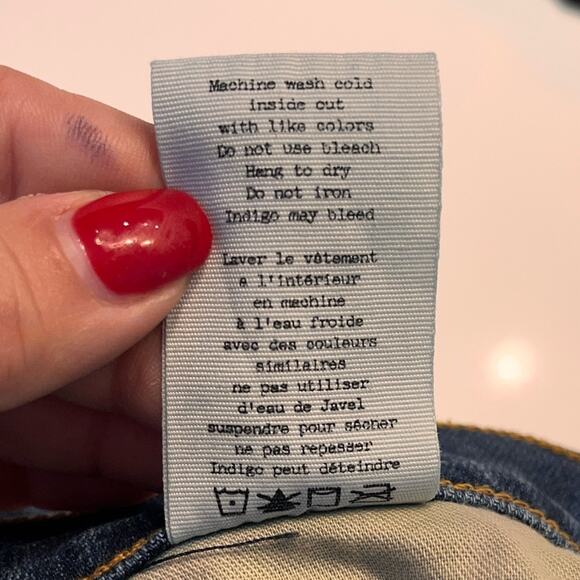 Machine wash cold
inside out
with like colors
Do not use bleach
Hang to dry
Do not iron
Indigo may bleed
Laver le vêtement
a l'intérieur
en machine
à l'eau froide
avec des couleurs
similaires
ne pas utiliser
d'eau de Javel
suspendre pour sécher
ne pas repasser
Indigo peut déteindre